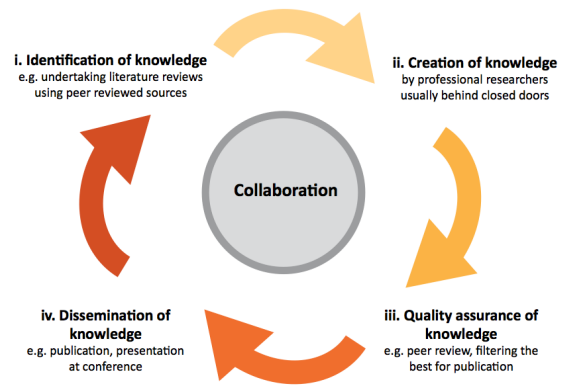 i. Identification of knowledge
e.g. undertaking literature reviews
using peer reviewed sources
ii. Creation of knowledge
by professional researchers
usually behind closed doors
Collaboration
iii. Quality assurance of
knowledge
e.g. peer review, filtering the
best for publication
iv. Dissemination of
knowledge
e.g. publication, presentation
at conference